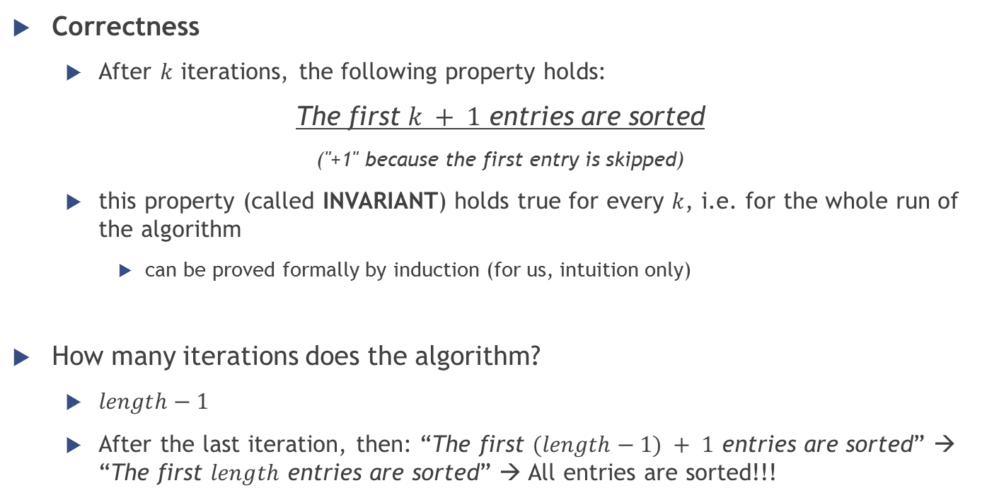 Correctness
After k iterations, the following property holds:
The first k + 1 entries are sorted
("+1" because the first entry is skipped)
this property (called INVARIANT) holds true for every k, i.e. for the whole run of
the algorithm
can be proved formally by induction (for us, intuition only)
How many iterations does the algorithm?
length − 1
After the last iteration, then: “The first (length − 1) + 1 entries are sorted” →
“The first length entries are sorted” → All entries are sorted!!!